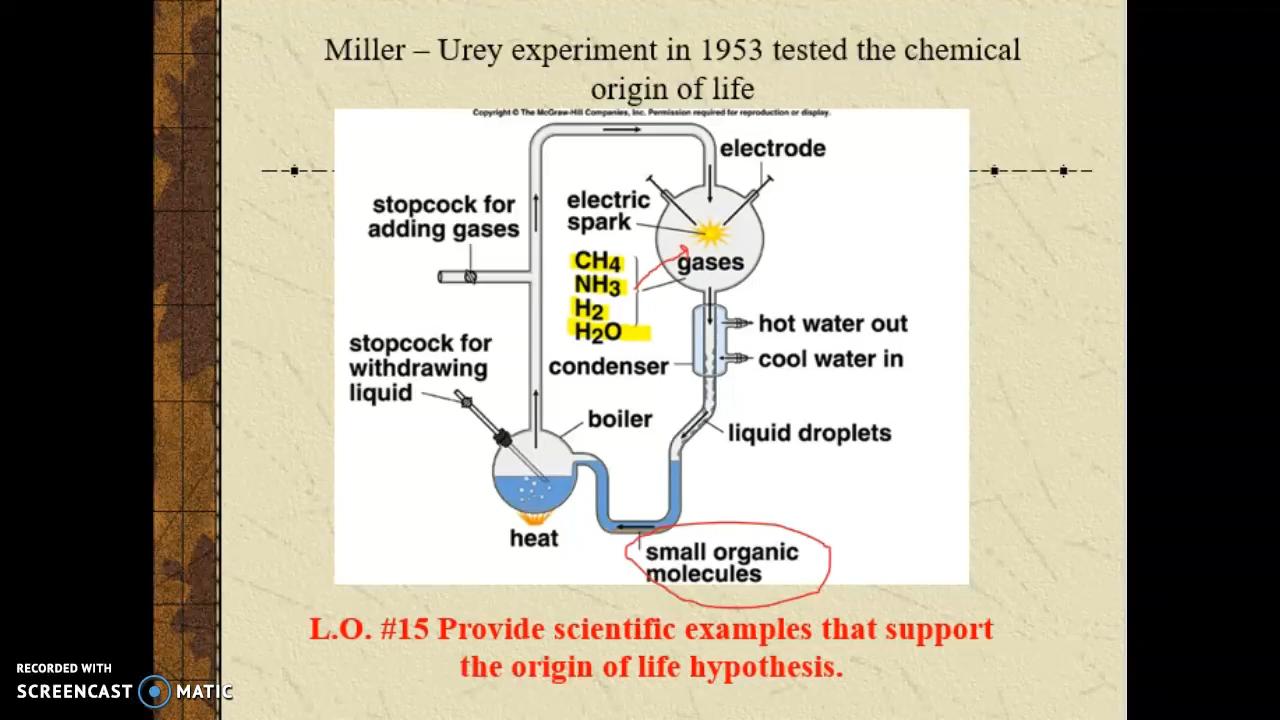 Miller – Urey experiment in 1953 tested the chemical
origin of life
Copyright © The McGraw-Hill Companies, Inc. Permission required for reproduction or display.
electrode
stopcock for
adding gases
electric
spark
gases
CH4
NH3
H2
H2O
hot water out
cool water in
condenser
stopcock for
withdrawing
liquid
boiler
liquid droplets
heat
small organic
molecules
L.O. #15 Provide scientific examples that support
the origin of life hypothesis.
RECORDED WITH
SCREENCAST MATIC